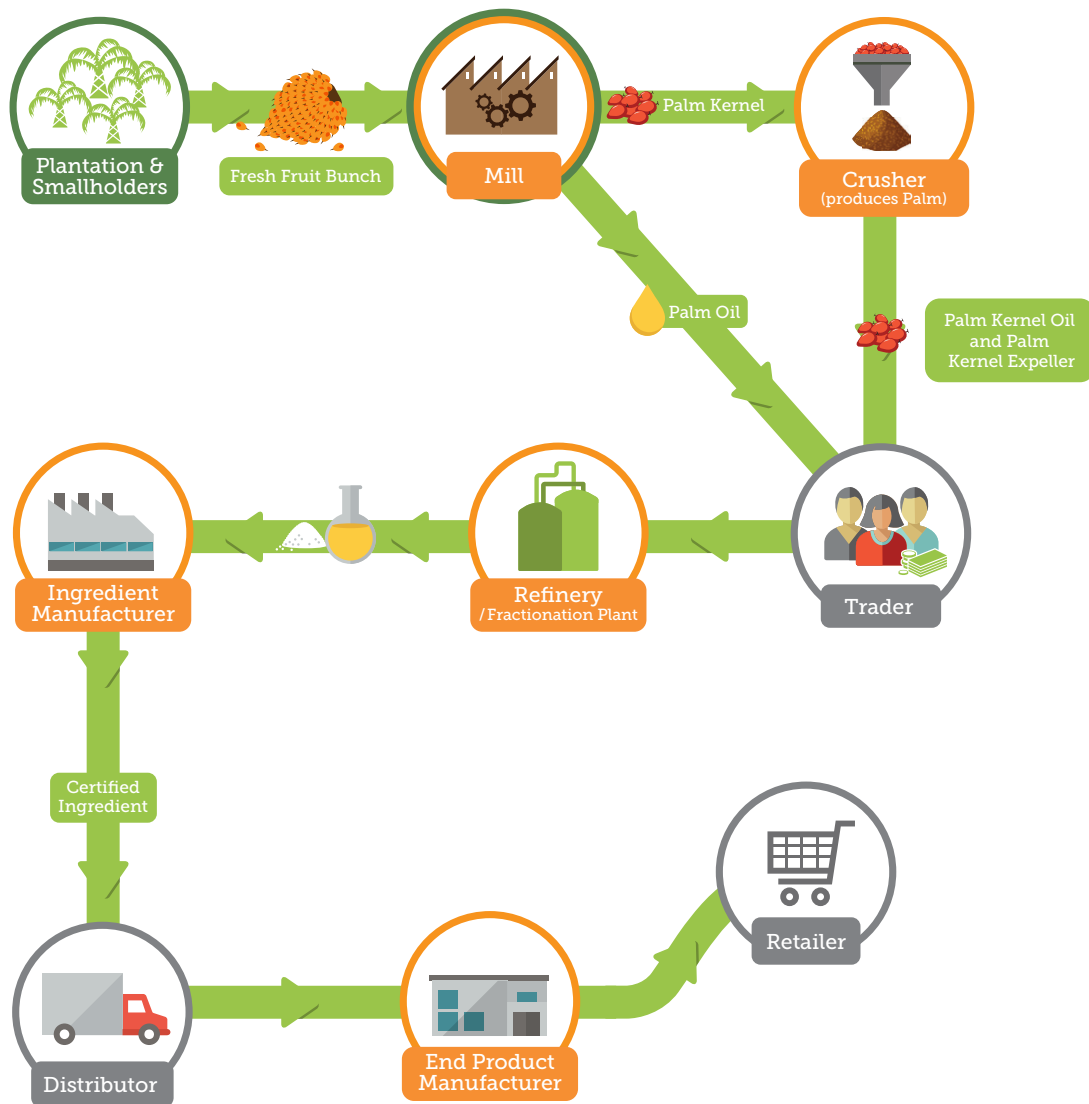 Plantation &
Smallholders
Fresh Fruit Bunch
Mill
Palm Kernel
Crusher
(produces Palm)
Palm Oil
Palm Kernel Oil
and Palm
Kernel Expeller
Trader
Refinery
/Fractionation Plant
Ingredient
Manufacturer
Certified
Ingredient
Distributor
End Product
Manufacturer
Retailer